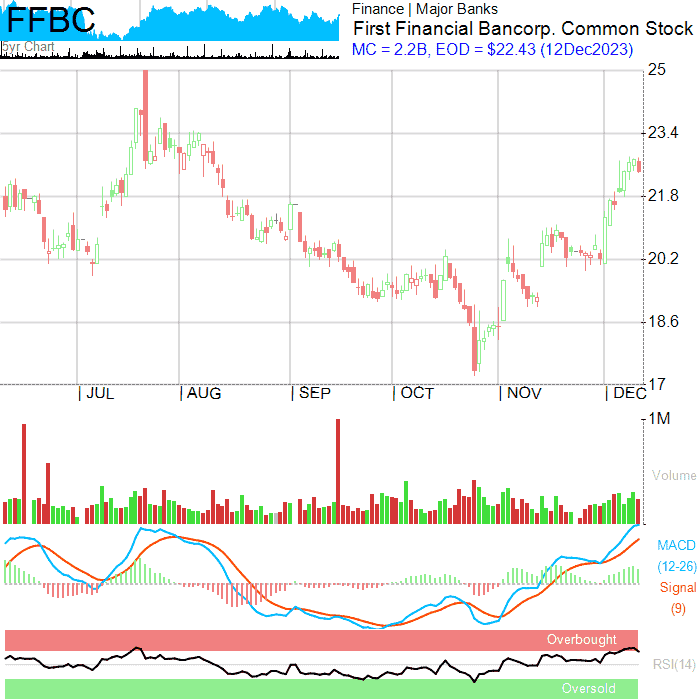 FFBC
5yr Chart
Finance | Major Banks
First Financial Bancorp. Common Stock
MC = 2.2B, EOD = $22.43 (12Dec2023)
25
23.4
21.8
20.2
18.6
17
| JUL | AUG | SEP | OCT | NOV | DEC
1M
Volume
MACD
(12-26)
Signal
(9)
Overbought
RSI(14)
Oversold